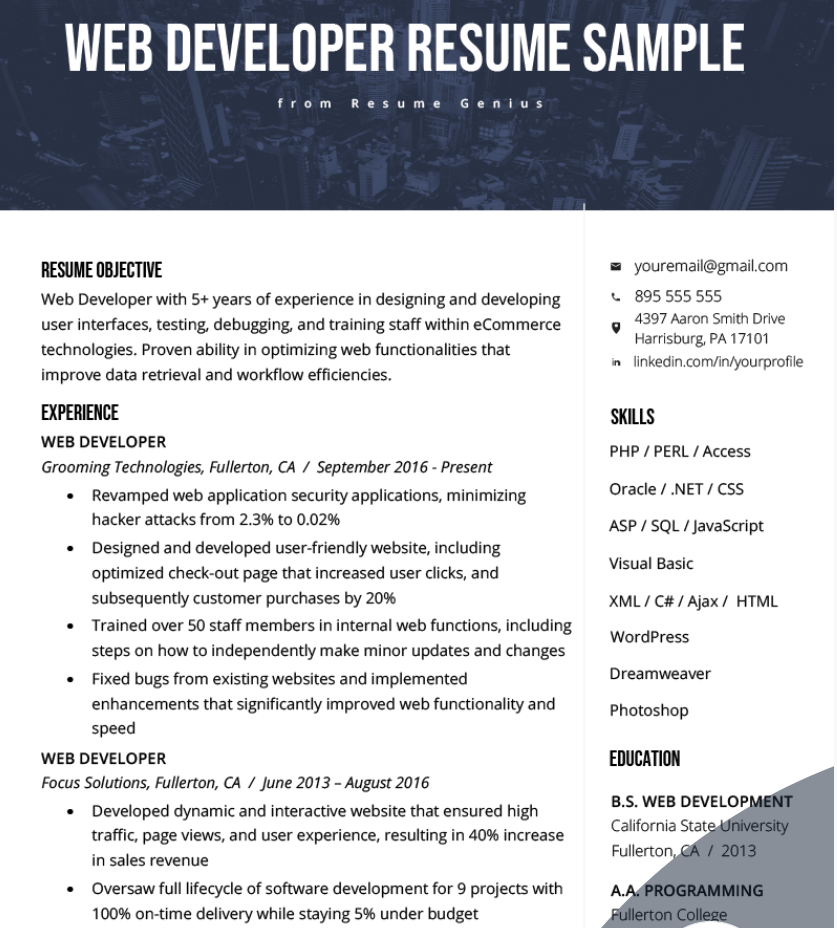 WEB DEVELOPER RESUME SAMPLE
from Resume Genius
RESUME OBJECTIVE
Web Developer with 5+ years of experience in designing and developing
user interfaces, testing, debugging, and training staff within eCommerce
technologies. Proven ability in optimizing web functionalities that
improve data retrieval and workflow efficiencies.
EXPERIENCE
WEB DEVELOPER
Grooming Technologies, Fullerton, CA / September 2016 - Present
• Revamped web application security applications, minimizing
hacker attacks from 2.3% to 0.02%
• Designed and developed user-friendly website, including
optimized check-out page that increased user clicks, and
subsequently customer purchases by 20%
• Trained over 50 staff members in internal web functions, including
steps on how to independently make minor updates and changes
• Fixed bugs from existing websites and implemented
enhancements that significantly improved web functionality and
speed
WEB DEVELOPER
Focus Solutions, Fullerton, CA / June 2013 – August 2016
• Developed dynamic and interactive website that ensured high
traffic, page views, and user experience, resulting in 40% increase
in sales revenue
• Oversaw full lifecycle of software development for 9 projects with
100% on-time delivery while staying 5% under budget
youremail@gmail.com
895 555 555
4397 Aaron Smith Drive
Harrisburg, PA 17101
in linkedin.com/in/yourprofile
SKILLS
PHP / PERL / Access
Oracle / .NET / CSS
ASP / SQL / JavaScript
Visual Basic
XML / C# / Ajax / HTML
WordPress
Dreamweaver
Photoshop
EDUCATION
B.S. WEB DEVELOPMENT
California State University
Fullerton, CA / 2013
A.A. PROGRAMMING
Fullerton College